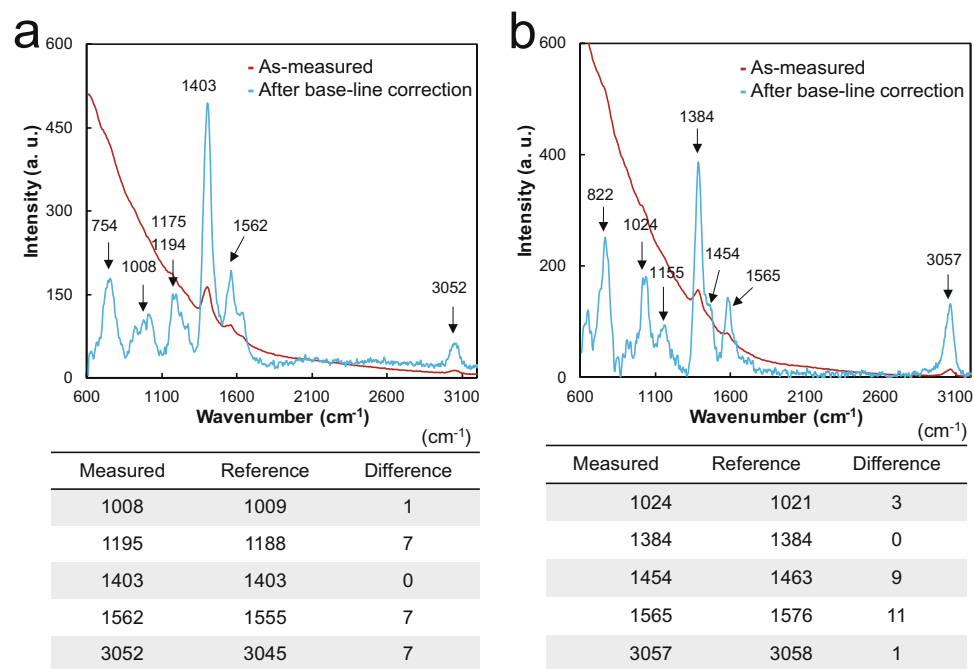 a
600
450
300
150
0
Intensity (a. u.)
As-measured
After base-line correction
754
1008
1175
1194
1403
1562
3052
600 1100 1600 2100 2600 3100
Wavenumber (cm-1)
(cm-1)
Measured Reference Difference
1008 1009 1
1195 1188 7
1403 1403 0
1562 1555 7
3052 3045 7
b
600
400
200
0
Intensity (a. u.)
As-measured
After base-line correction
822
1024
1155
1384
1454
1565
3057
600 1100 1600 2100 2600 3100
Wavenumber (cm-1)
(cm-1)
Measured Reference Difference
1024 1021 3
1384 1384 0
1454 1463 9
1565 1576 11
3057 3058 1